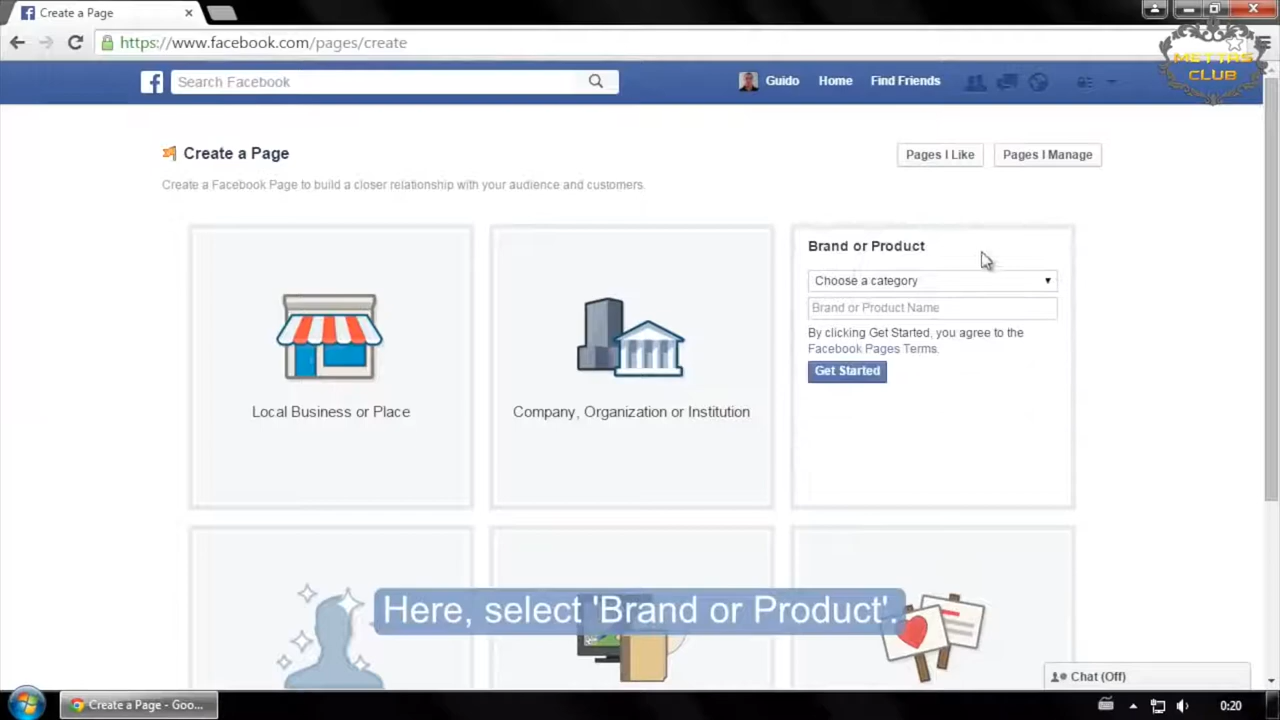 Create a Page
https://www.facebook.com/pages/create
METTRS
CLUB
Search Facebook
Guido
Home
Find Friends
Create a Page
Pages I Like
Pages I Manage
Create a Facebook Page to build a closer relationship with your audience and customers.
Brand or Product
Choose a category
Brand or Product Name
By clicking Get Started, you agree to the
Facebook Pages Terms.
Get Started
Local Business or Place
Company, Organization or Institution
Here, select 'Brand or Product'.
Chat (Off)
Create a Page - Goo...
0:20